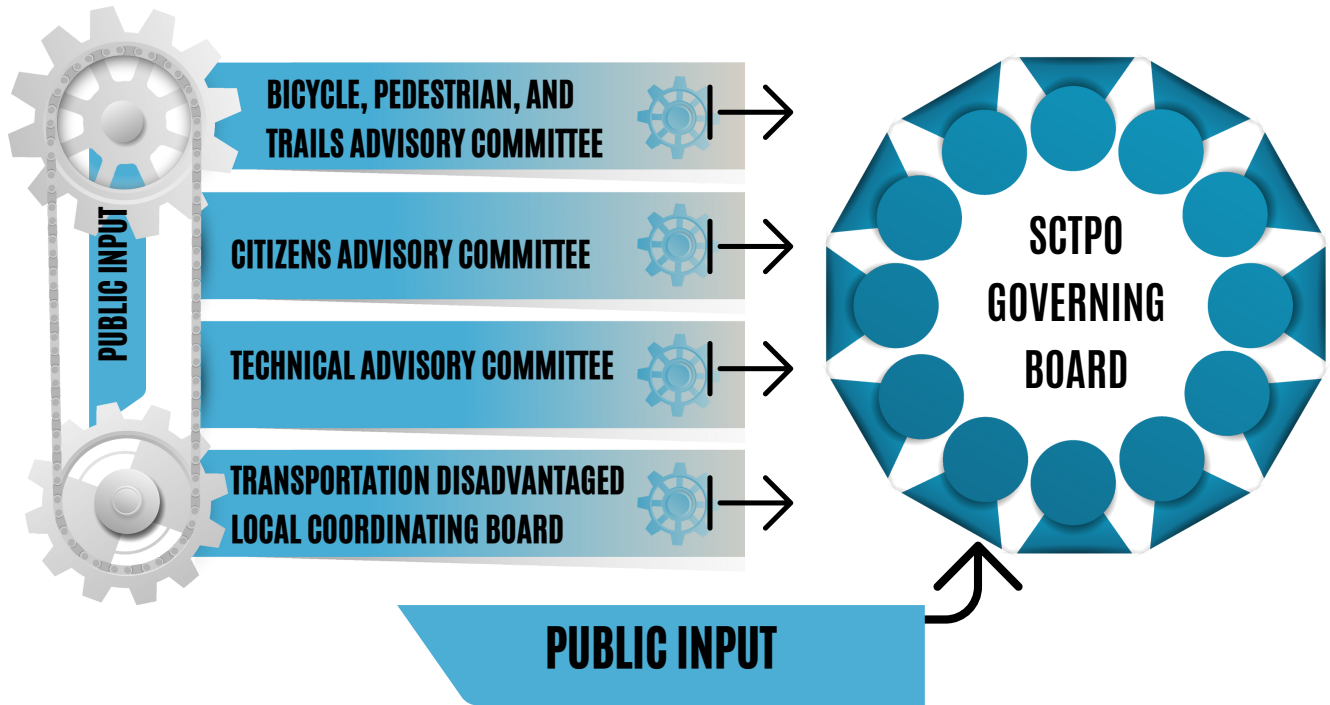 PUBLIC INPUT
BICYCLE, PEDESTRIAN, AND
TRAILS ADVISORY COMMITTEE
CITIZENS ADVISORY COMMITTEE
TECHNICAL ADVISORY COMMITTEE
TRANSPORTATION DISADVANTAGED
LOCAL COORDINATING BOARD
SCTPO
GOVERNING
BOARD
PUBLIC INPUT